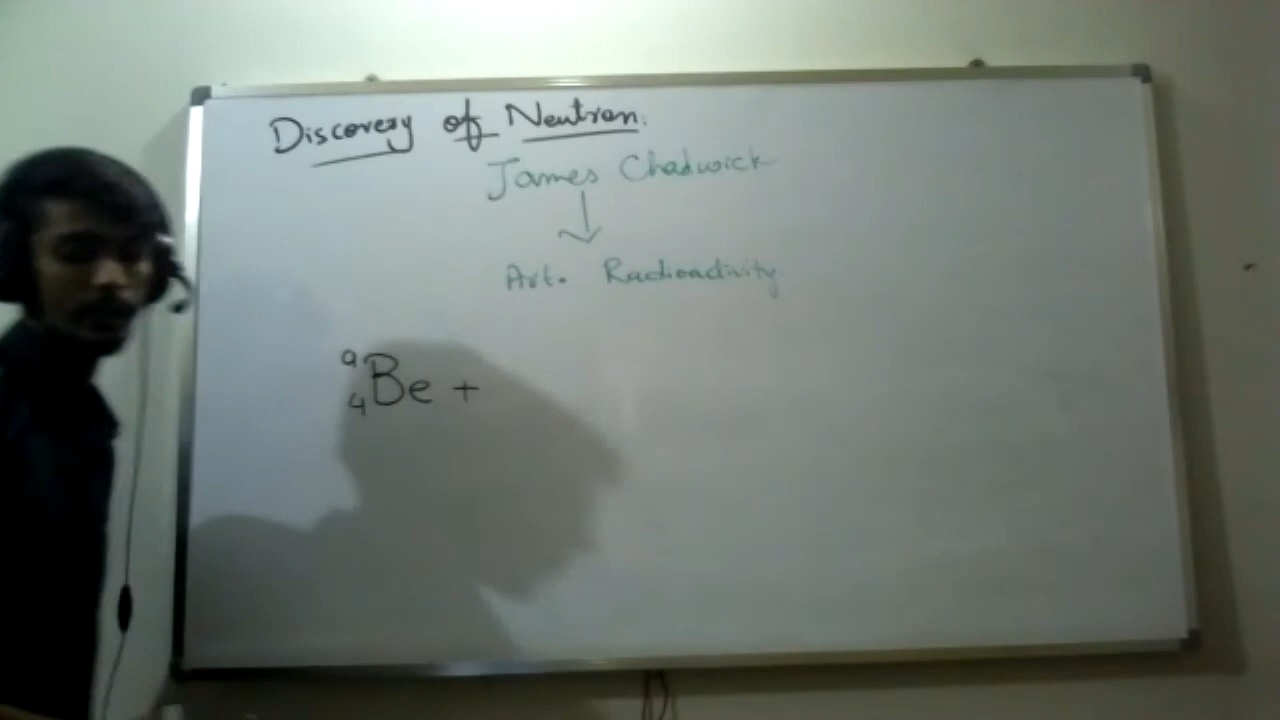 Discovery of Neutron.
James Chadwick
↓
Art. Radioactivity
⁹₄Be +